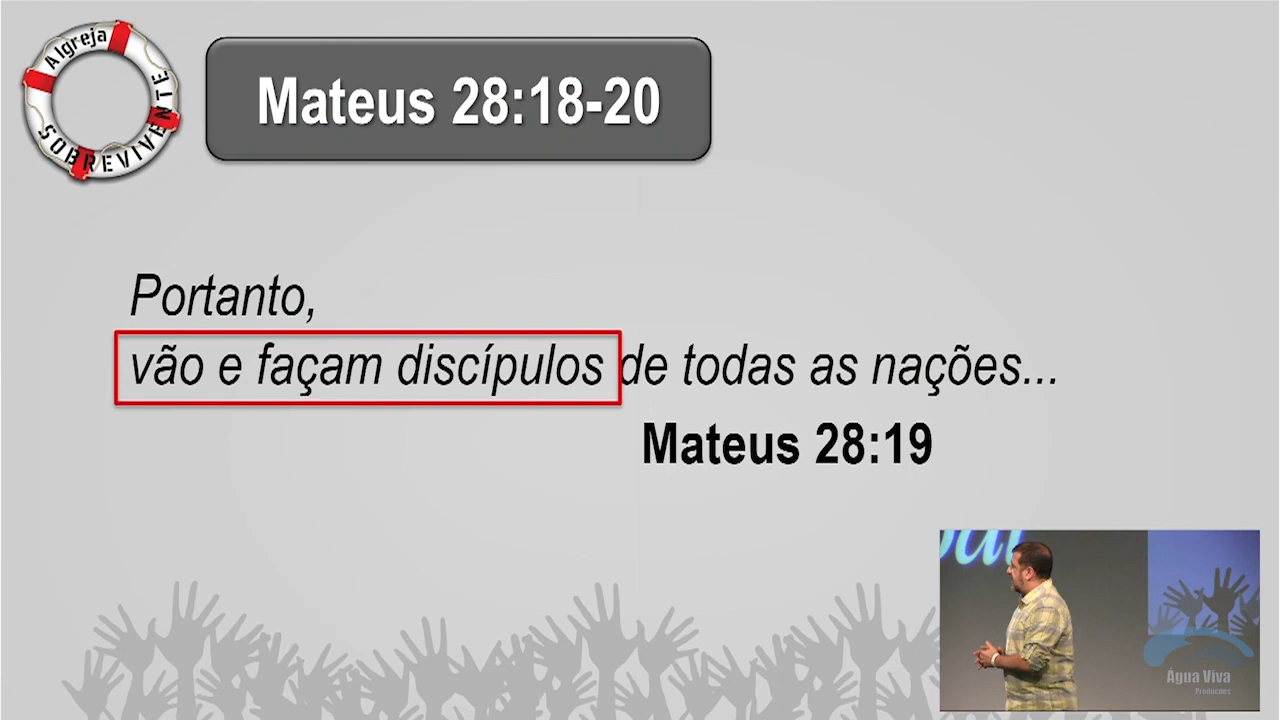 A Igreja
SOBREVIVENTE
Mateus 28:18-20
Portanto,
vão e façam discípulos de todas as nações...
Mateus 28:19
Água Viva
Producoes